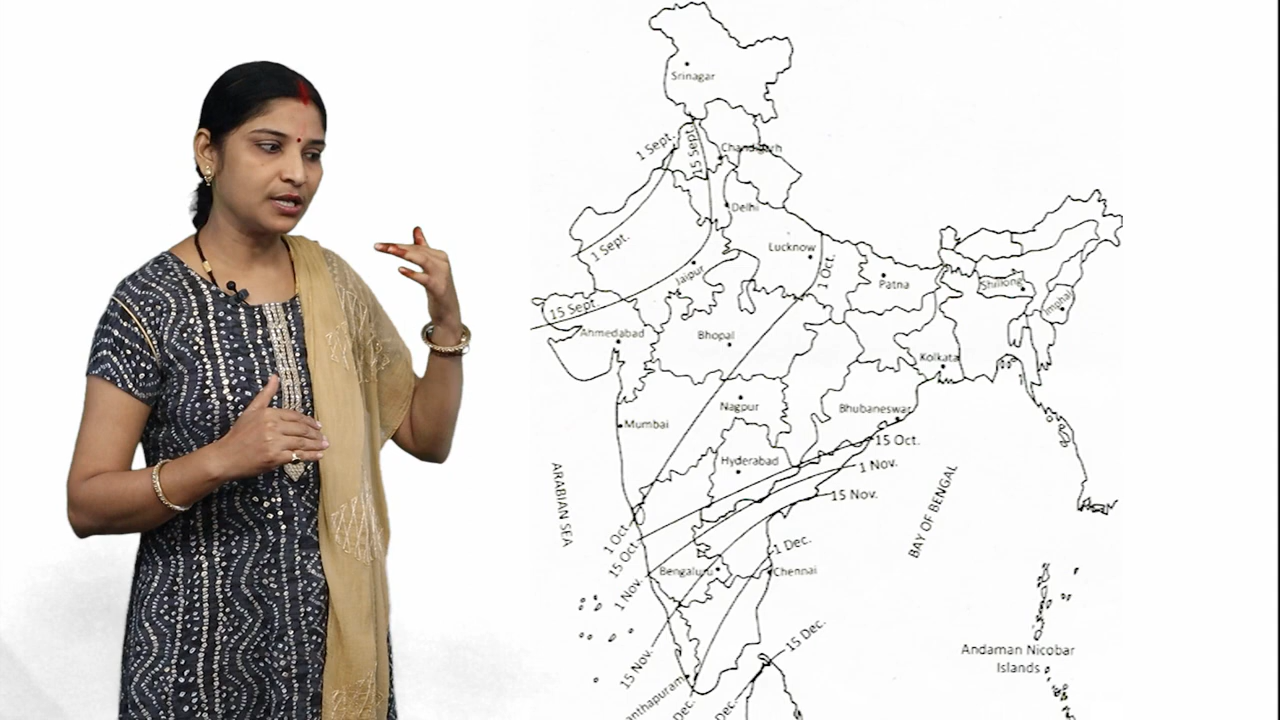 Srinagar
1 Sept.
15 Sept.
Chandigarh
Delhi
1 Sept.
Lucknow
1 Oct.
Jaipur
Patna
Shillong
Imphal
15 Sept.
Ahmedabad
Bhopal
Kolkata
Nagpur
Bhubaneswar
Mumbai
15 Oct.
Hyderabad
1 Nov.
15 Nov.
ARABIAN SEA
BAY OF BENGAL
1 Oct.
15 Oct.
1 Dec.
Bengaluru
Chennai
1 Nov.
15 Dec.
15 Nov.
Andaman Nicobar
Islands
Dec.
Dec.